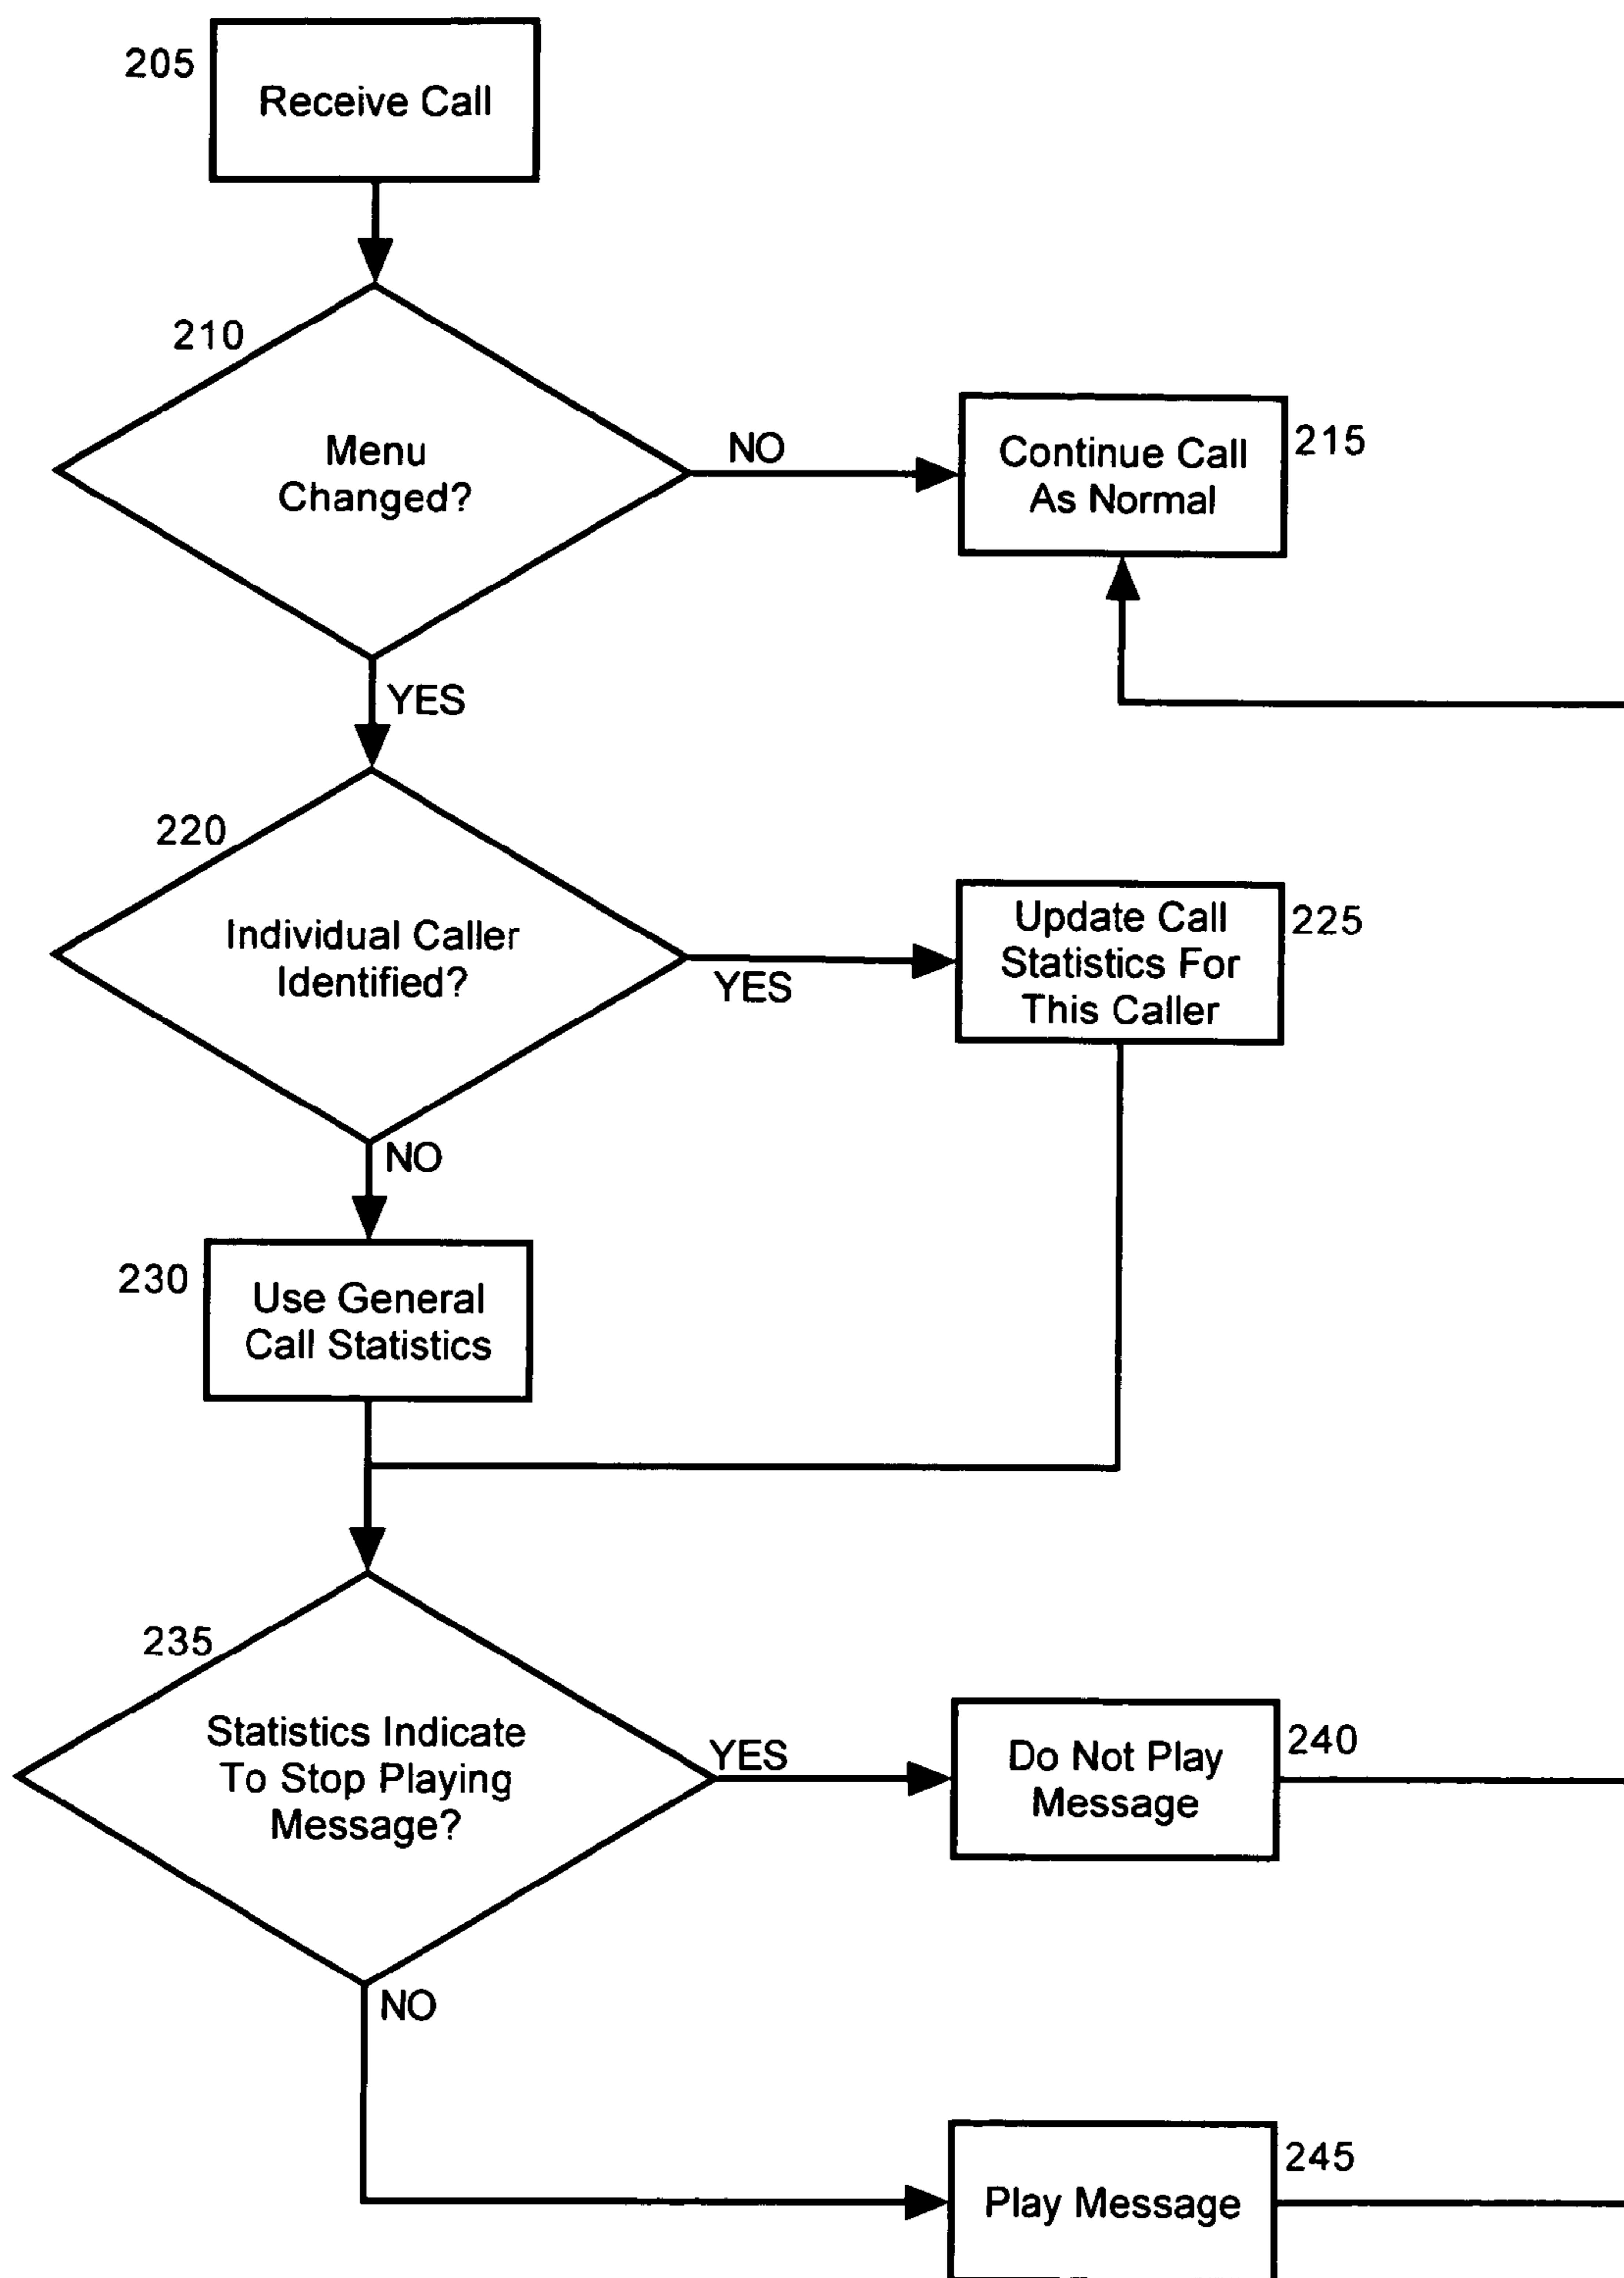 205
Receive Call
210
Menu
Changed?
NO
Continue Call
As Normal
215
YES
220
Individual Caller
Identified?
YES
Update Call
Statistics For
This Caller
225
NO
230
Use General
Call Statistics
235
Statistics Indicate
To Stop Playing
Message?
YES
Do Not Play
Message
240
NO
Play Message
245